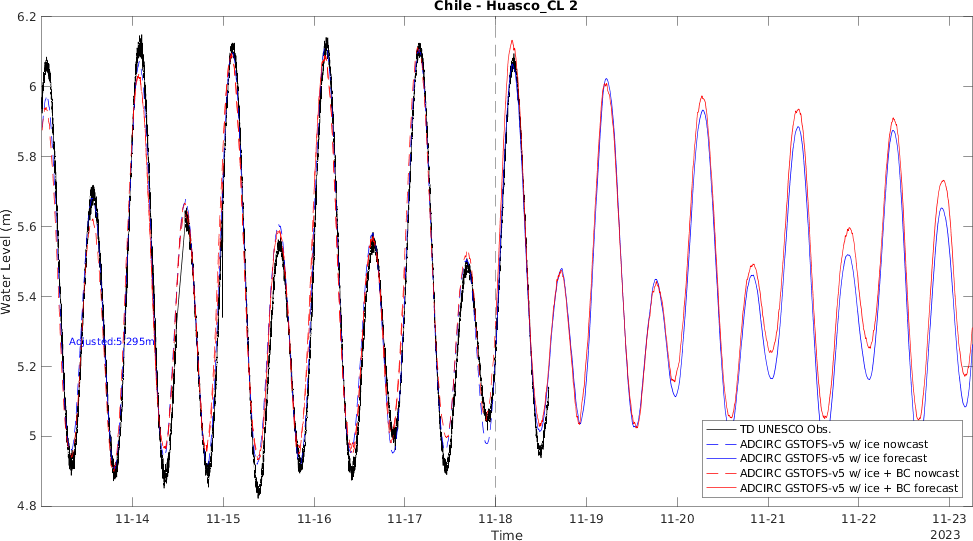 Chile - Huasco_CL 2
Water Level (m)
6.2
6
5.8
5.6
5.4
5.2
5
4.8
Adjusted:5.295m
TD UNESCO Obs.
ADCIRC GSTOFS-v5 w/ ice nowcast
ADCIRC GSTOFS-v5 w/ ice forecast
ADCIRC GSTOFS-v5 w/ ice + BC nowcast
ADCIRC GSTOFS-v5 w/ ice + BC forecast
11-14 11-15 11-16 11-17 11-18 11-19 11-20 11-21 11-22 11-23
2023
Time